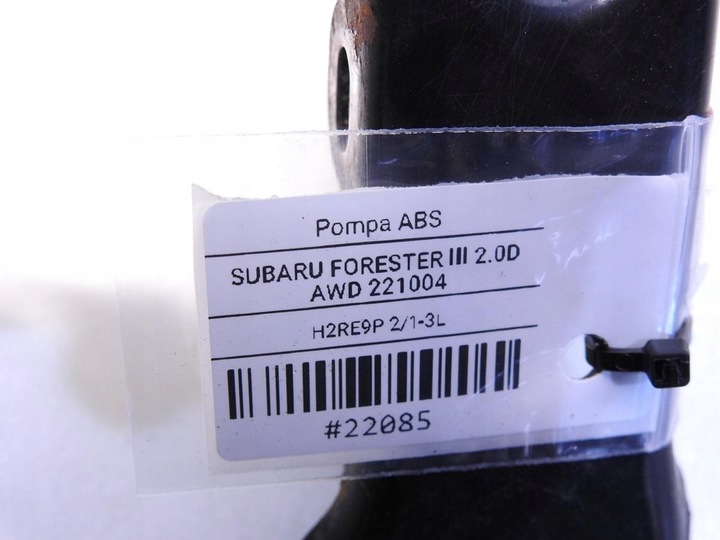 Pompa ABS
SUBARU FORESTER III 2.0D
AWD 221004
H2RE9P 2/1-3L
#22085